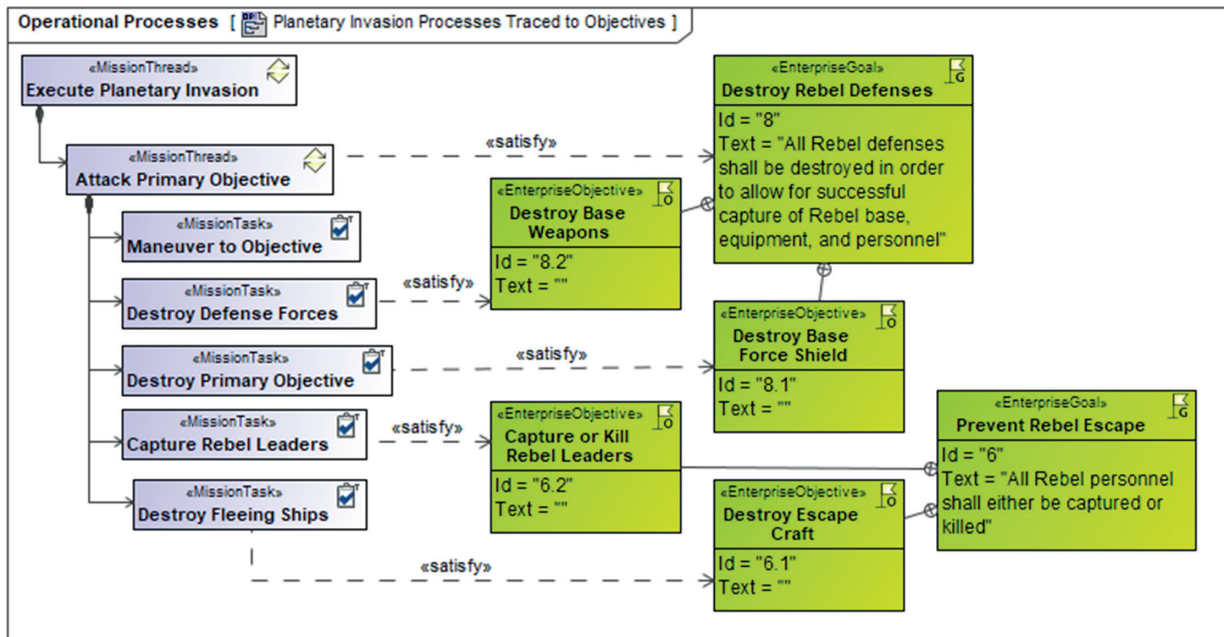 Operational Processes [ Planetary Invasion Processes Traced to Objectives ]
«MissionThread»
Execute Planetary Invasion
«MissionThread»
Attack Primary Objective
«MissionTask»
Maneuver to Objective
«MissionTask»
Destroy Defense Forces
«MissionTask»
Destroy Primary Objective
«MissionTask»
Capture Rebel Leaders
«MissionTask»
Destroy Fleeing Ships
«satisfy»
«satisfy»
«satisfy»
«satisfy»
«satisfy»
«EnterpriseObjective»
Destroy Base
Weapons
Id = "8.2"
Text = ""
«EnterpriseObjective»
Capture or Kill
Rebel Leaders
Id = "6.2"
Text = ""
«EnterpriseGoal»
Destroy Rebel Defenses
Id = "8"
Text = "All Rebel defenses
shall be destroyed in order
to allow for successful
capture of Rebel base,
equipment, and personnel"
«EnterpriseObjective»
Destroy Base
Force Shield
Id = "8.1"
Text = ""
«EnterpriseObjective»
Destroy Escape
Craft
Id = "6.1"
Text = ""
«EnterpriseGoal»
Prevent Rebel Escape
Id = "6"
Text = "All Rebel personnel
shall either be captured or
killed"